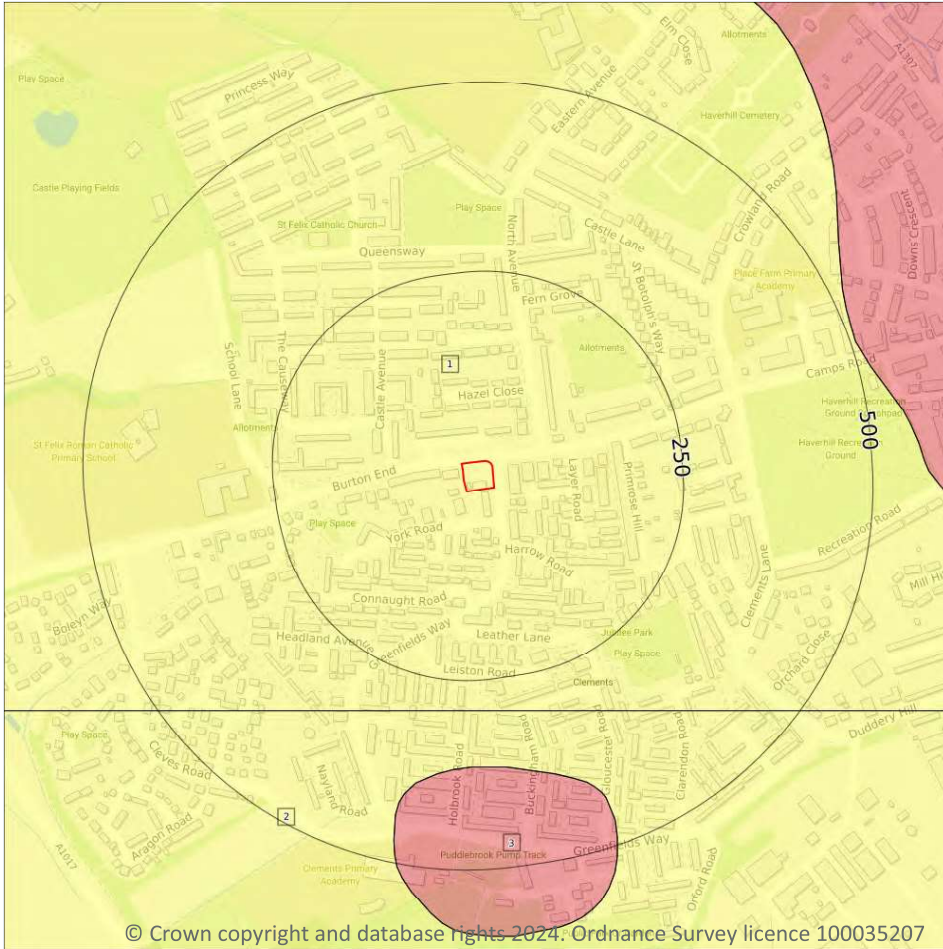 Elm Close
Allotments
A1307
Princess Way
Play Space
Eastern Avenue
Haverhill Cemetery
Castle Playing Fields
Crowland Road
Downs Crescent
Play Space
St Felix Catholic Church
North Avenue
Castle Lane
Queensway
St Botolph's Way
Place Farm Primary
Academy
Fern Grove
School Lane
The Causeway
Castle Avenue
Allotments
1
Camps Road
Hazel Close
Haverhill Recreation
Ground
Allotments
500
250
Haverhill Recreation
Ground
St Felix Roman Catholic
Primary School
Burton End
Layer Road
Primrose Hill
Play Space
York Road
Recreation Road
Harrow Road
Clements Lane
Mill
Connaught Road
Boleyn Way
Headland Avenue
Greenfields Way
Leather Lane
Jubilee Park
Play Space
Orchard Close
Leiston Road
Clements
Duddery Hill
Play Space
Cleves Road
Holbrook Road
Buckingham Road
Gloucester Road
Clarendon Road
Nayland Road
2
Aragon Road
3
Greenfields Way
Puddlebrook Pump Track
A1017
Clements Primary
Academy
Orford Road
© Crown copyright and database rights 2024. Ordnance Survey licence 100035207